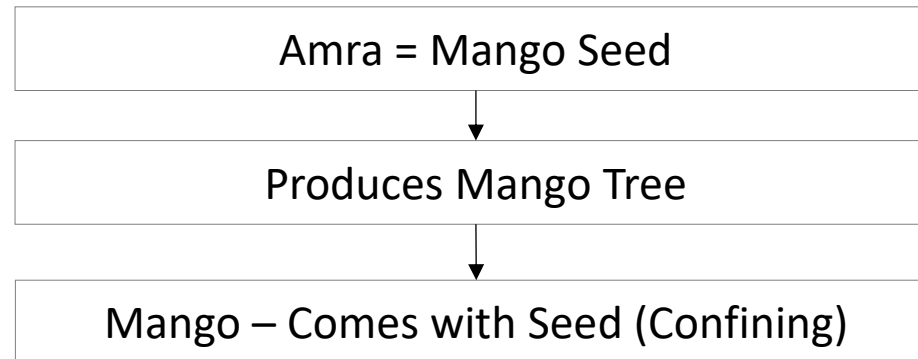 Amra = Mango Seed
Produces Mango Tree
Mango – Comes with Seed (Confining)